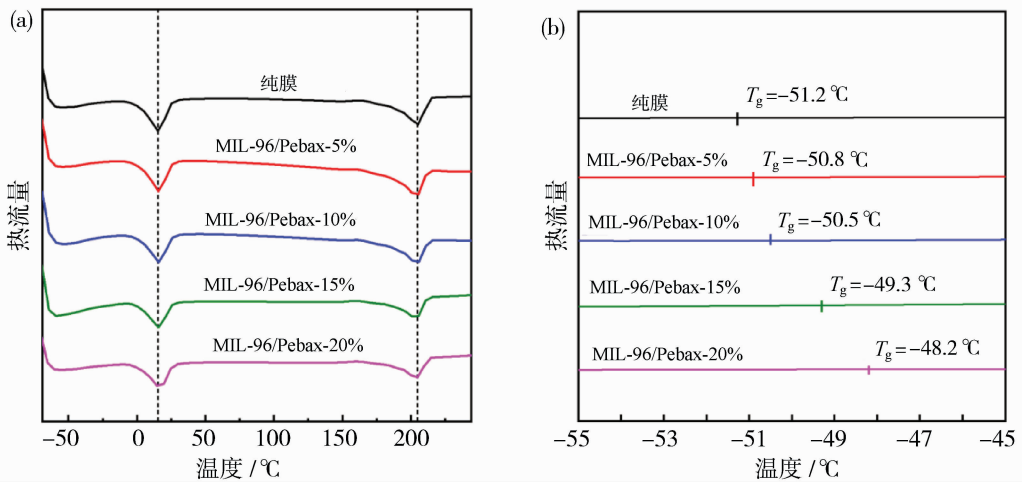 (a)
纯膜
MIL-96/Pebax-5%
MIL-96/Pebax-10%
MIL-96/Pebax-15%
MIL-96/Pebax-20%
热流量
-50 0 50 100 150 200
温度 /℃
(b)
纯膜 Tg=-51.2 ℃
MIL-96/Pebax-5% Tg=-50.8 ℃
MIL-96/Pebax-10% Tg=-50.5 ℃
MIL-96/Pebax-15% Tg=-49.3 ℃
MIL-96/Pebax-20% Tg=-48.2 ℃
热流量
-55 -53 -51 -49 -47 -45
温度 /℃